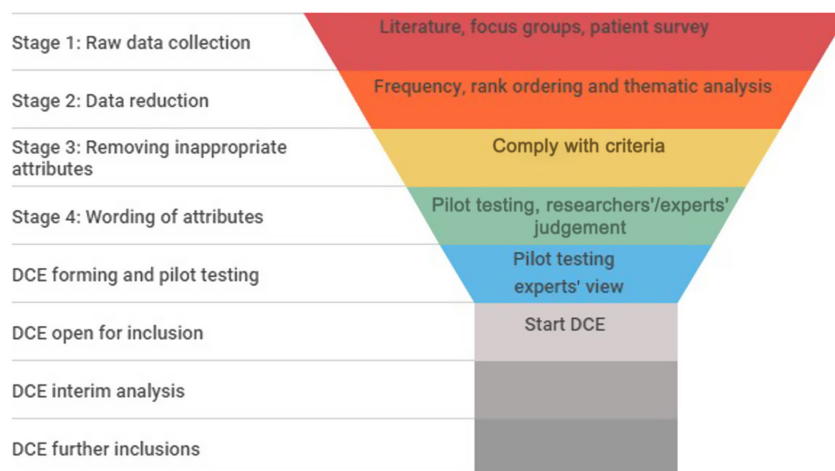 Stage 1: Raw data collection
Literature, focus groups, patient survey
Stage 2: Data reduction
Frequency, rank ordering and thematic analysis
Stage 3: Removing inappropriate
attributes
Comply with criteria
Stage 4: Wording of attributes
Pilot testing, researchers'/experts'
judgement
DCE forming and pilot testing
Pilot testing
experts' view
DCE open for inclusion
Start DCE
DCE interim analysis
DCE further inclusions